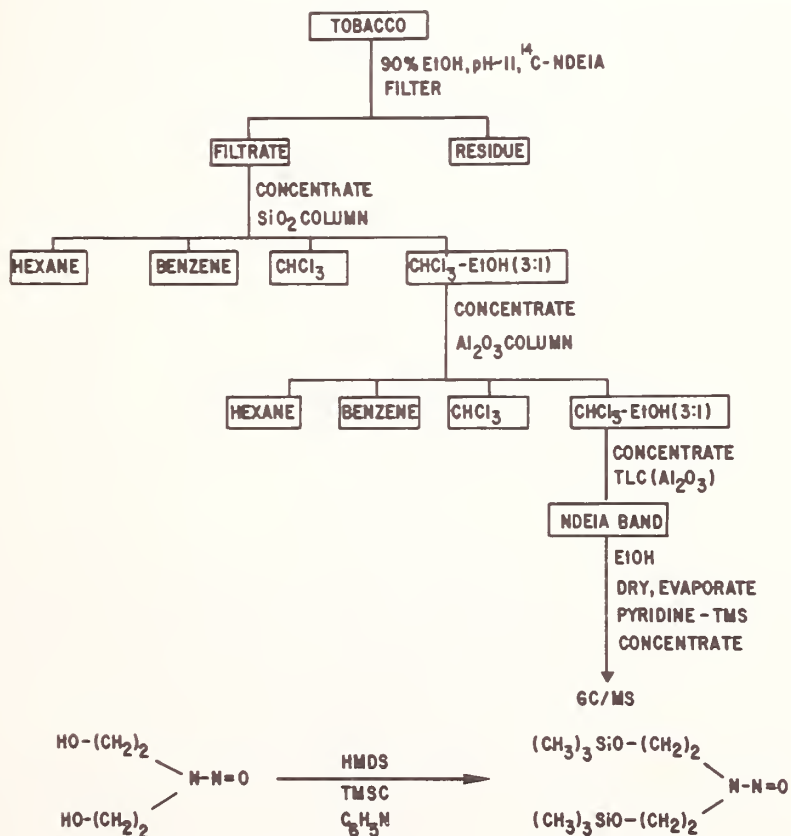 TOBACCO
90% EtOH, pH~11, ¹⁴C-NDElA
FILTER
FILTRATE RESIDUE
CONCENTRATE
SiO₂ COLUMN
HEXANE BENZENE CHCl₃ CHCl₃-EtOH (3:1)
CONCENTRATE
Al₂O₃ COLUMN
HEXANE BENZENE CHCl₃ CHCl₃-EtOH (3:1)
CONCENTRATE
TLC (Al₂O₃)
NDElA BAND
EtOH
DRY, EVAPORATE
PYRIDINE-TMS
CONCENTRATE
GC/MS
HO-(CH₂)₂ (CH₃)₃SiO-(CH₂)₂
N-N=O HMDS N-N=O
TMSC
HO-(CH₂)₂ C₅H₅N (CH₃)₃SiO-(CH₂)₂